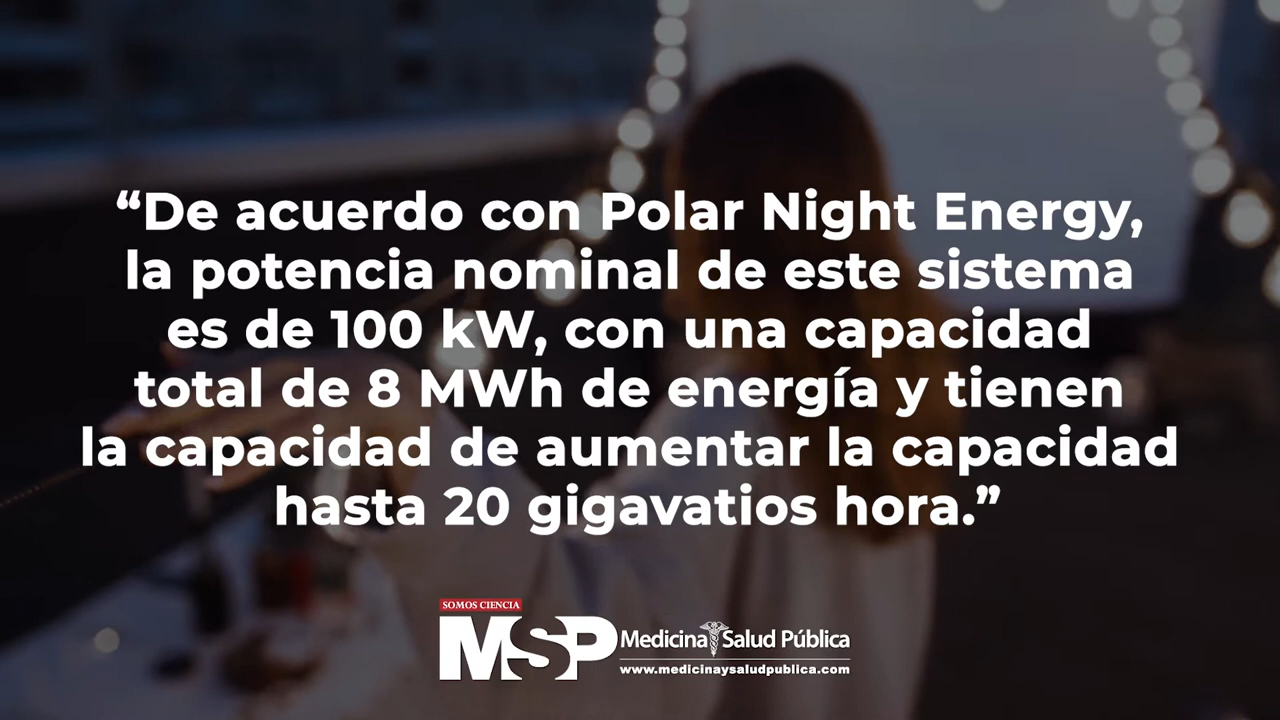 “De acuerdo con Polar Night Energy,
la potencia nominal de este sistema
es de 100 kW, con una capacidad
total de 8 MWh de energía y tienen
la capacidad de aumentar la capacidad
hasta 20 gigavatios hora.”
SOMOS CIENCIA
MSP Medicina Salud Pública
www.medicinaysaludpublica.com